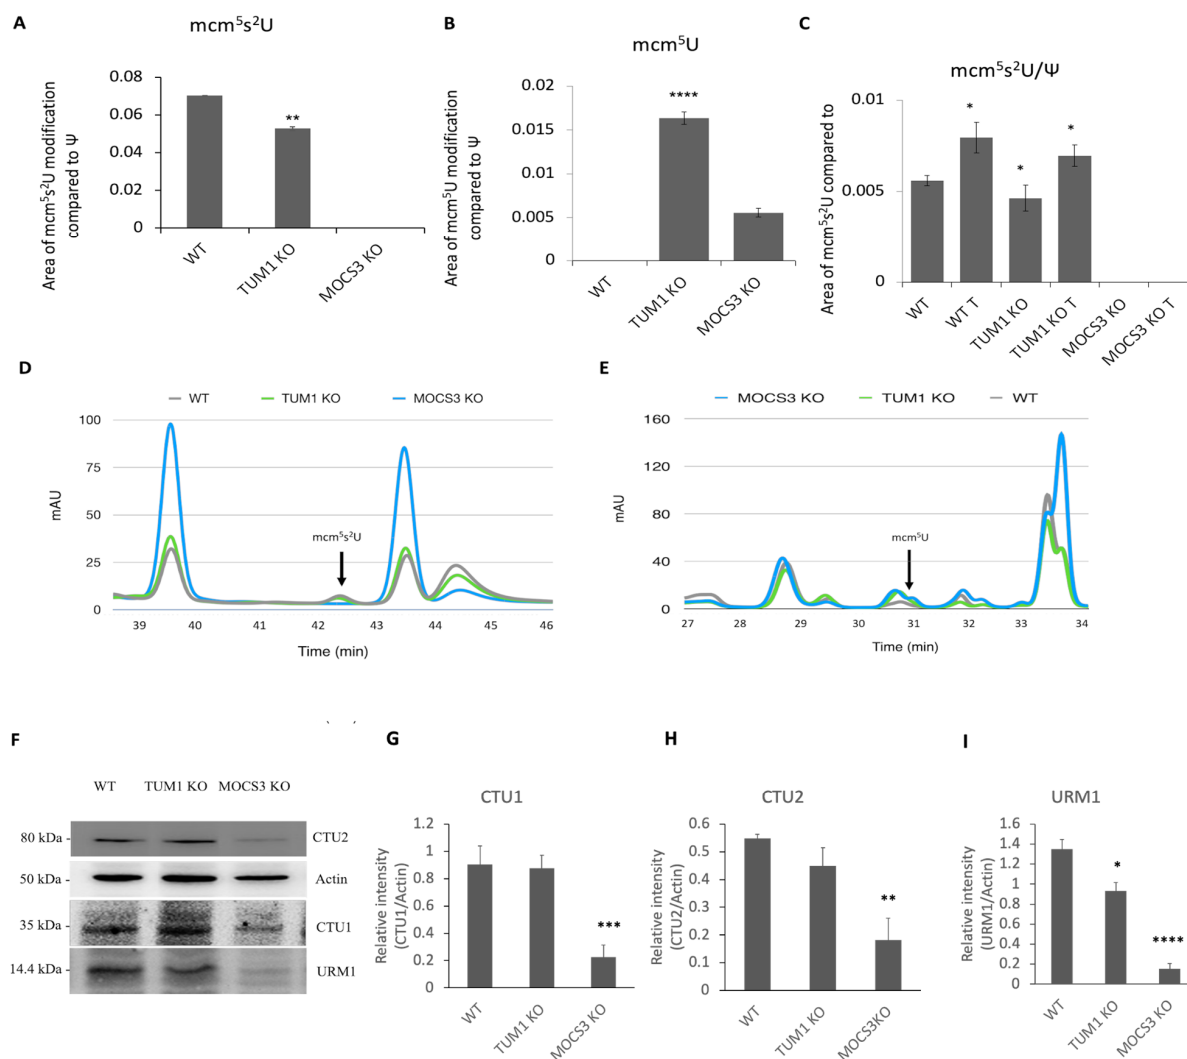 A
mcm⁵s²U
Area of mcm⁵s²U modification
compared to Ψ
0.08
0.06
0.04
0.02
0
**
WT
TUM1 KO
MOCS3 KO
B
mcm⁵U
Area of mcm⁵U modification
compared to Ψ
0.02
0.015
0.01
0.005
0
****
WT
TUM1 KO
MOCS3 KO
C
mcm⁵s²U/Ψ
Area of mcm⁵s²U compared to
0.01
0.005
0
*
*
*
WT
WT T
TUM1 KO
TUM1 KO T
MOCS3 KO
MOCS3 KO T
D
WT
TUM1 KO
MOCS3 KO
mAU
100
75
50
25
0
mcm⁵s²U
39 40 41 42 43 44 45 46
Time (min)
E
MOCS3 KO
TUM1 KO
WT
mAU
160
120
80
40
0
mcm⁵U
27 28 29 30 31 32 33 34
Time (min)
F
WT TUM1 KO MOCS3 KO
80 kDa - CTU2
50 kDa - Actin
35 kDa - CTU1
14.4 kDa - URM1
G
CTU1
Relative intensity
(CTU1/Actin)
1.2
1
0.8
0.6
0.4
0.2
0
***
WT
TUM1 KO
MOCS3 KO
H
CTU2
Relative intensity
(CTU2/Actin)
0.6
0.5
0.4
0.3
0.2
0.1
0
**
WT
TUM1 KO
MOCS3KO
I
URM1
Relative intensity
(URM1/Actin)
1.6
1.4
1.2
1
0.8
0.6
0.4
0.2
0
*
****
WT
TUM1 KO
MOCS3 KO